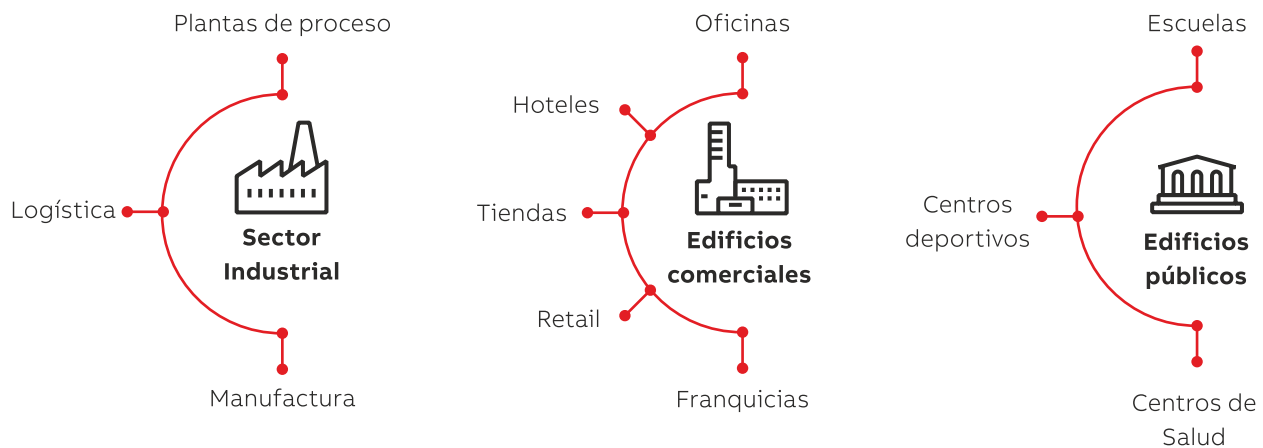 Plantas de proceso
Logística
Sector
Industrial
Manufactura
Oficinas
Hoteles
Tiendas
Edificios
comerciales
Retail
Franquicias
Escuelas
Centros
deportivos
Edificios
públicos
Centros de
Salud